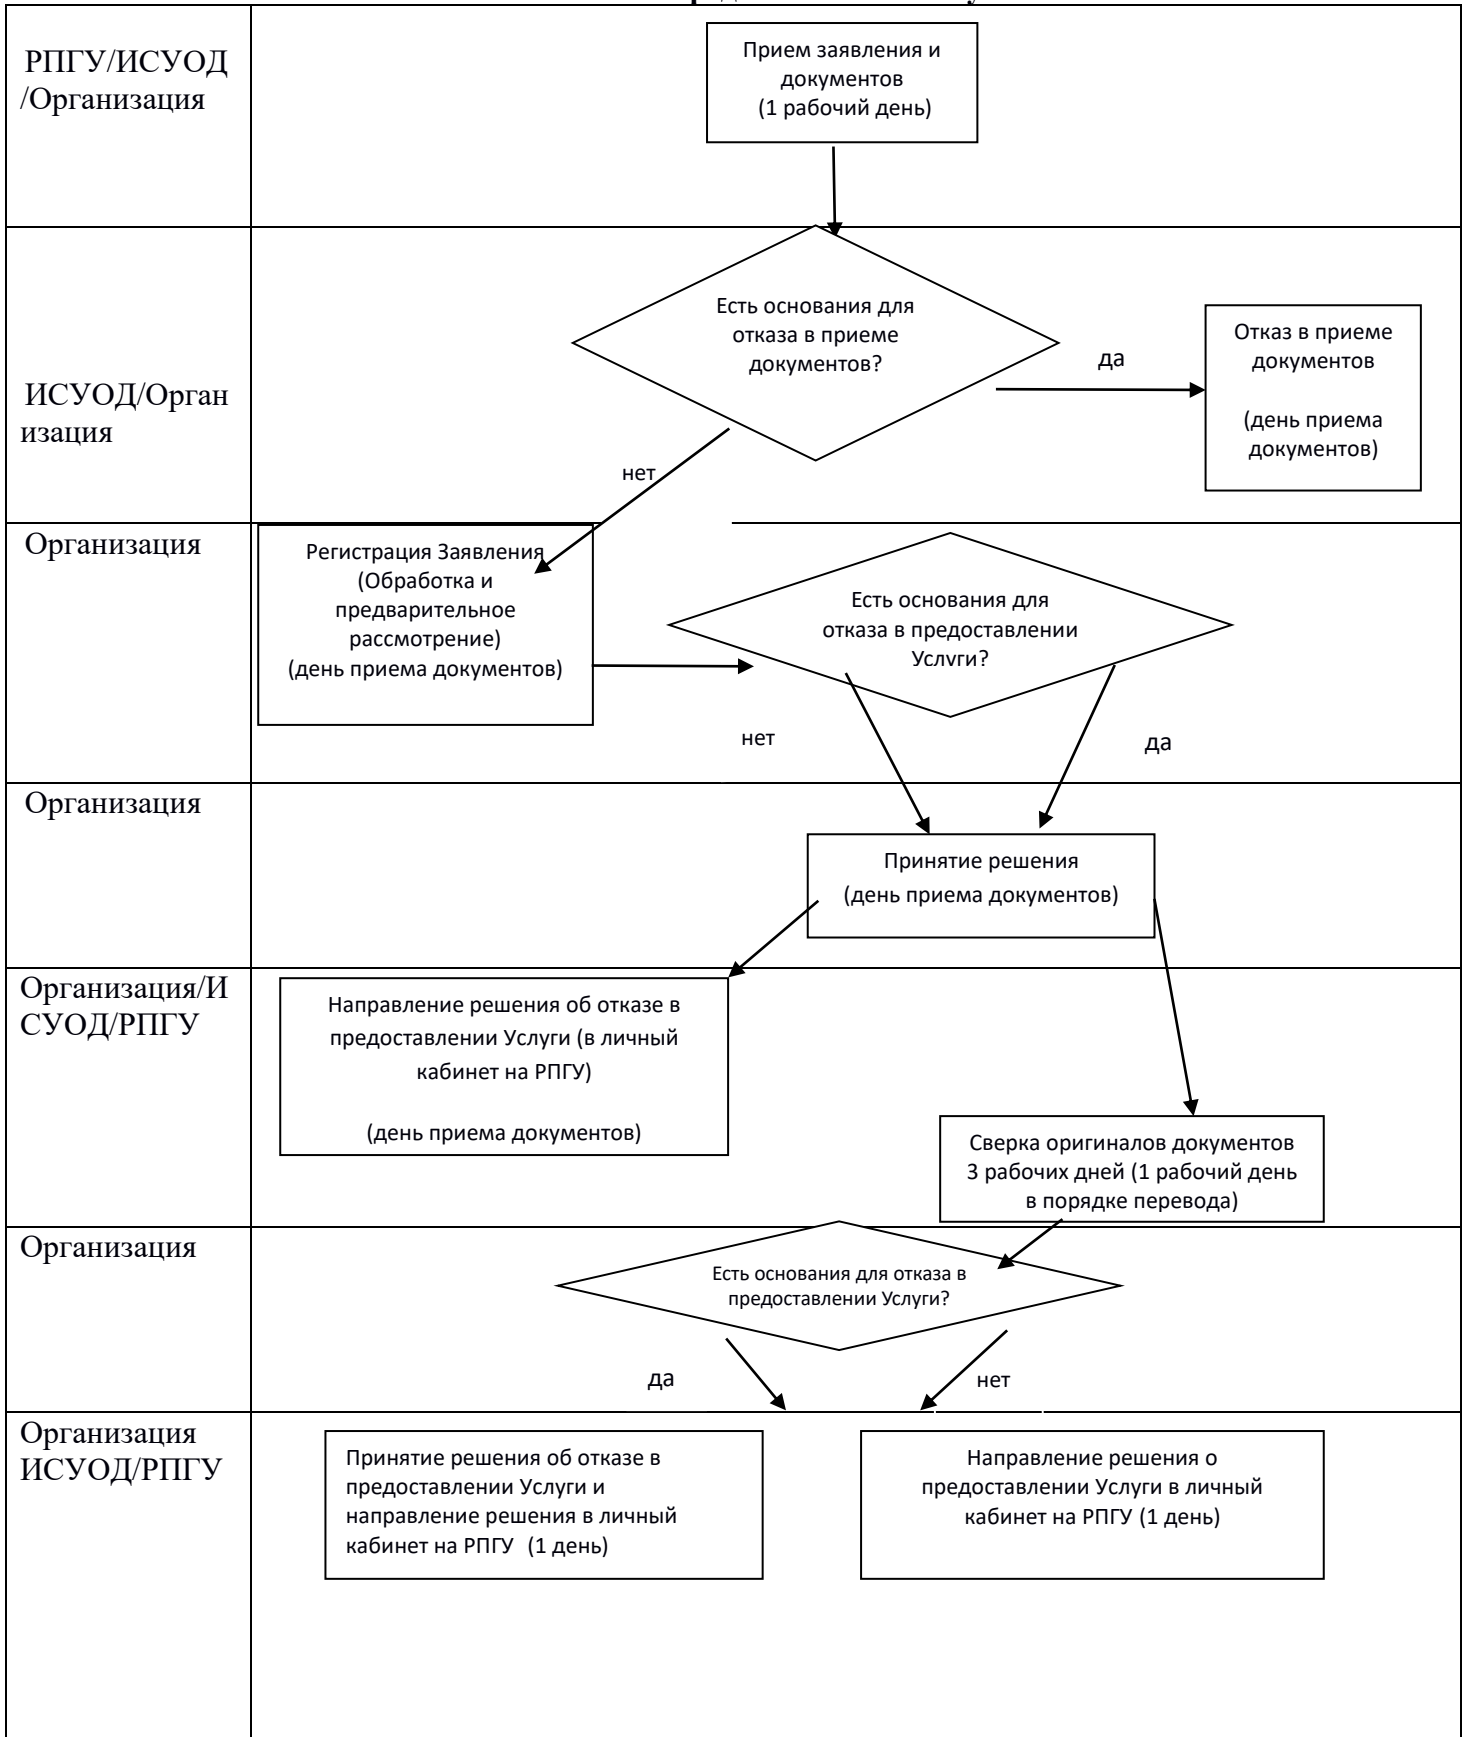 РПГУ/ИСУОД
/Организация
Прием заявления и
документов
(1 рабочий день)
ИСУОД/Орган
изация
Есть основания для
отказа в приеме
документов?
да
Отказ в приеме
документов
(день приема
документов)
нет
Организация
Регистрация Заявления
(Обработка и
предварительное
рассмотрение)
(день приема документов)
Есть основания для
отказа в предоставлении
Услуги?
нет
да
Организация
Принятие решения
(день приема документов)
Организация/И
СУОД/РПГУ
Направление решения об отказе в
предоставлении Услуги (в личный
кабинет на РПГУ)
(день приема документов)
Сверка оригиналов документов
3 рабочих дней (1 рабочий день
в порядке перевода)
Организация
Есть основания для отказа в
предоставлении Услуги?
да
нет
Организация
ИСУОД/РПГУ
Принятие решения об отказе в
предоставлении Услуги и
направление решения в личный
кабинет на РПГУ (1 день)
Направление решения о
предоставлении Услуги в личный
кабинет на РПГУ (1 день)